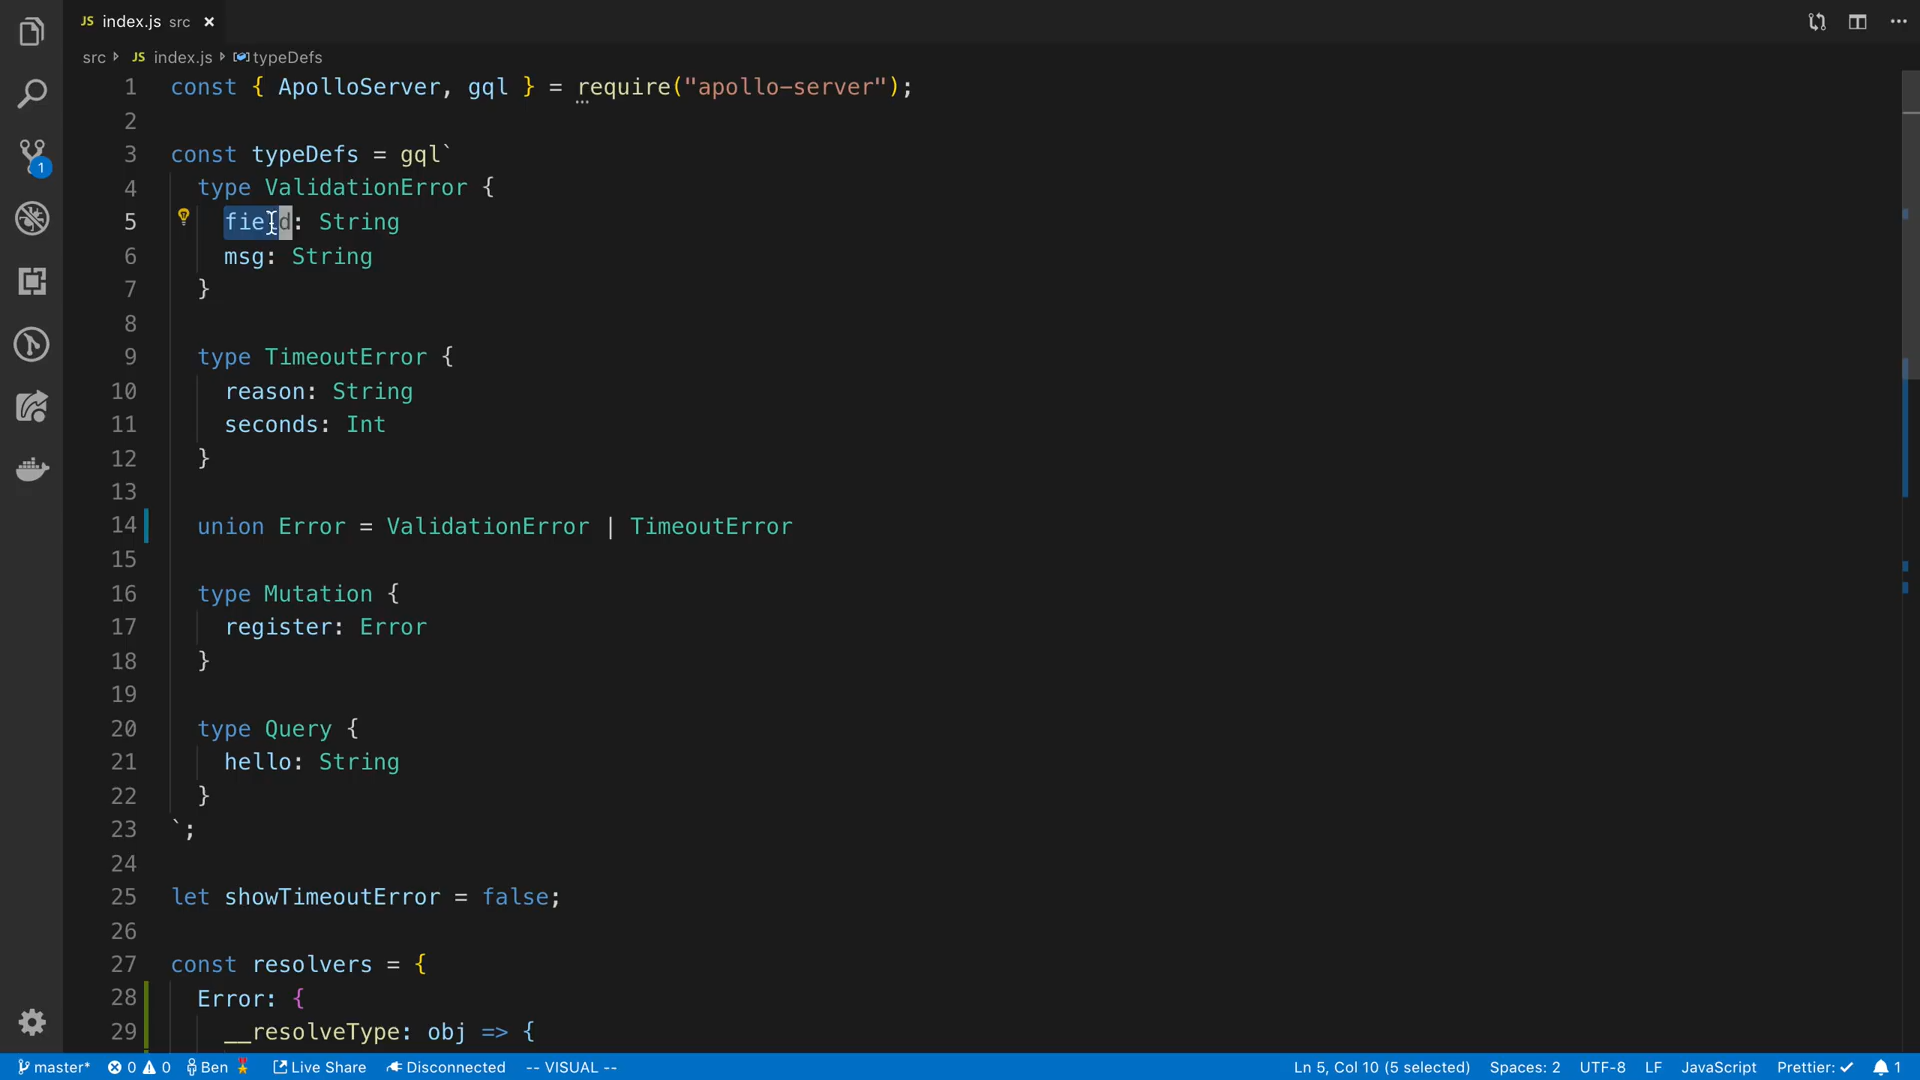 JS index.js src ×
src JS index.js typeDefs
1 const { ApolloServer, gql } = require("apollo-server");
2
3 const typeDefs = gql`
4 type ValidationError {
5 field: String
6 msg: String
7 }
8
9 type TimeoutError {
10 reason: String
11 seconds: Int
12 }
13
14 union Error = ValidationError | TimeoutError
15
16 type Mutation {
17 register: Error
18 }
19
20 type Query {
21 hello: String
22 }
23 `;
24
25 let showTimeoutError = false;
26
27 const resolvers = {
28 Error: {
29 __resolveType: obj => {
1
master* 0 0 Ben Live Share Disconnected -- VISUAL -- Ln 5, Col 10 (5 selected) Spaces: 2 UTF-8 LF JavaScript Prettier: ✓ 1